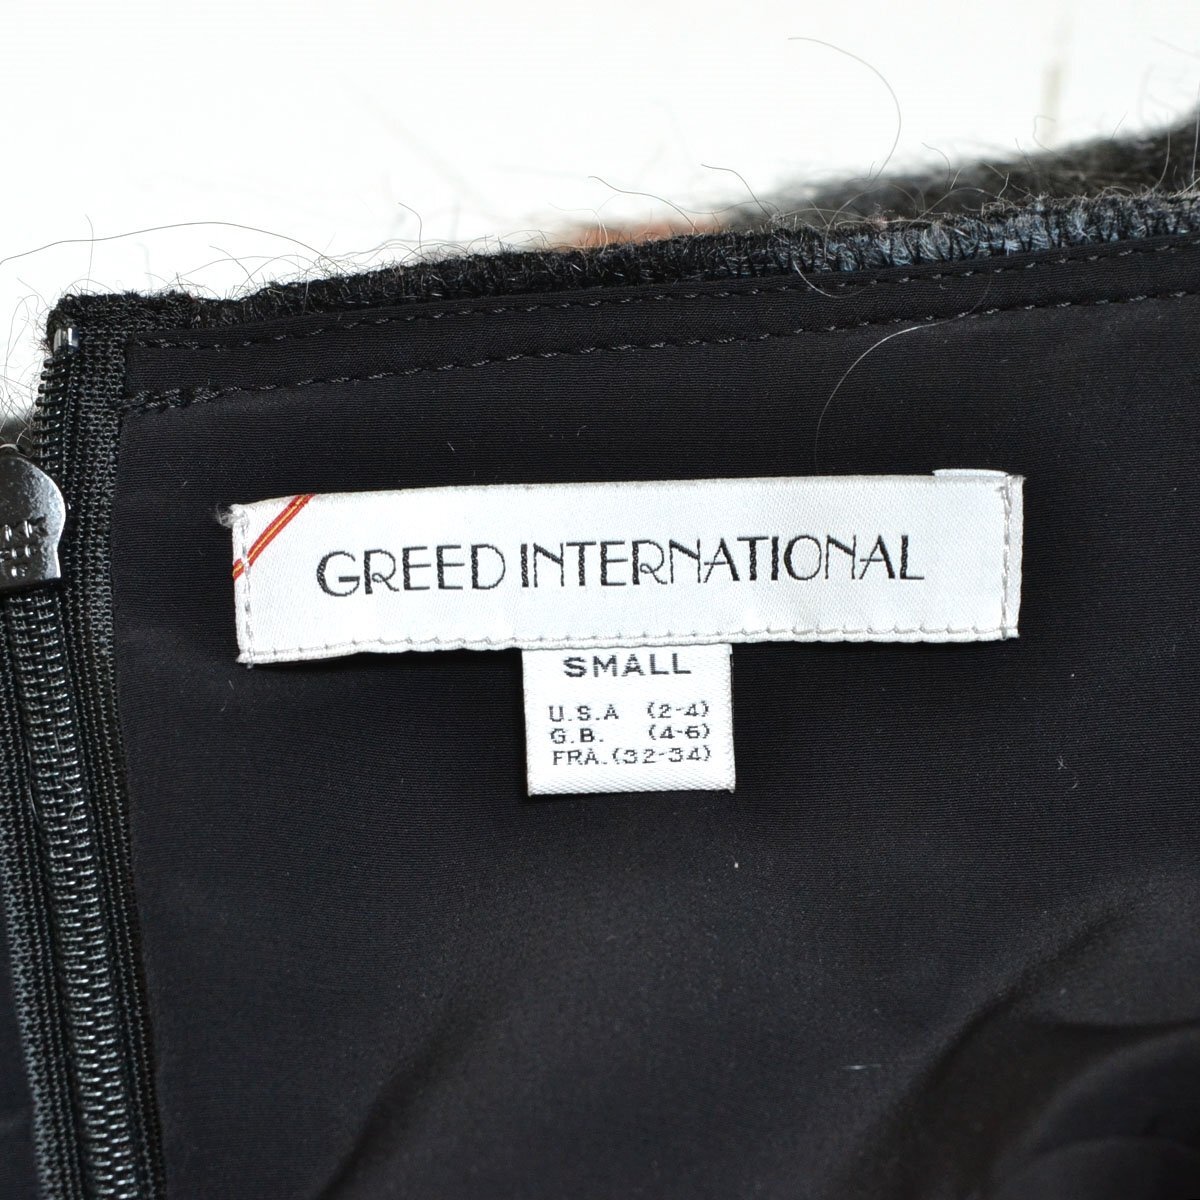 GREED INTERNATIONAL
SMALL
U.S.A (2-4)
G.B. (4-6)
FRA.(32-34)